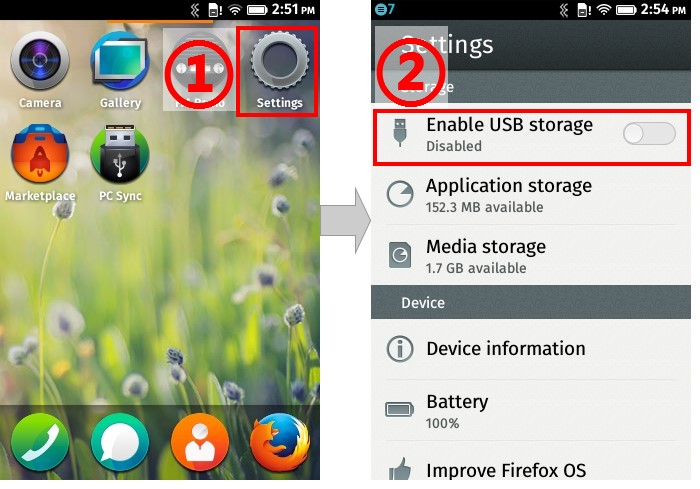 2:51 PM
1
Camera
Gallery
Settings
Marketplace
PC Sync
7
2:54 PM
Settings
2
Storage
Enable USB storage
Disabled
Application storage
152.3 MB available
Media storage
1.7 GB available
Device
Device information
Battery
100%
Improve Firefox OS